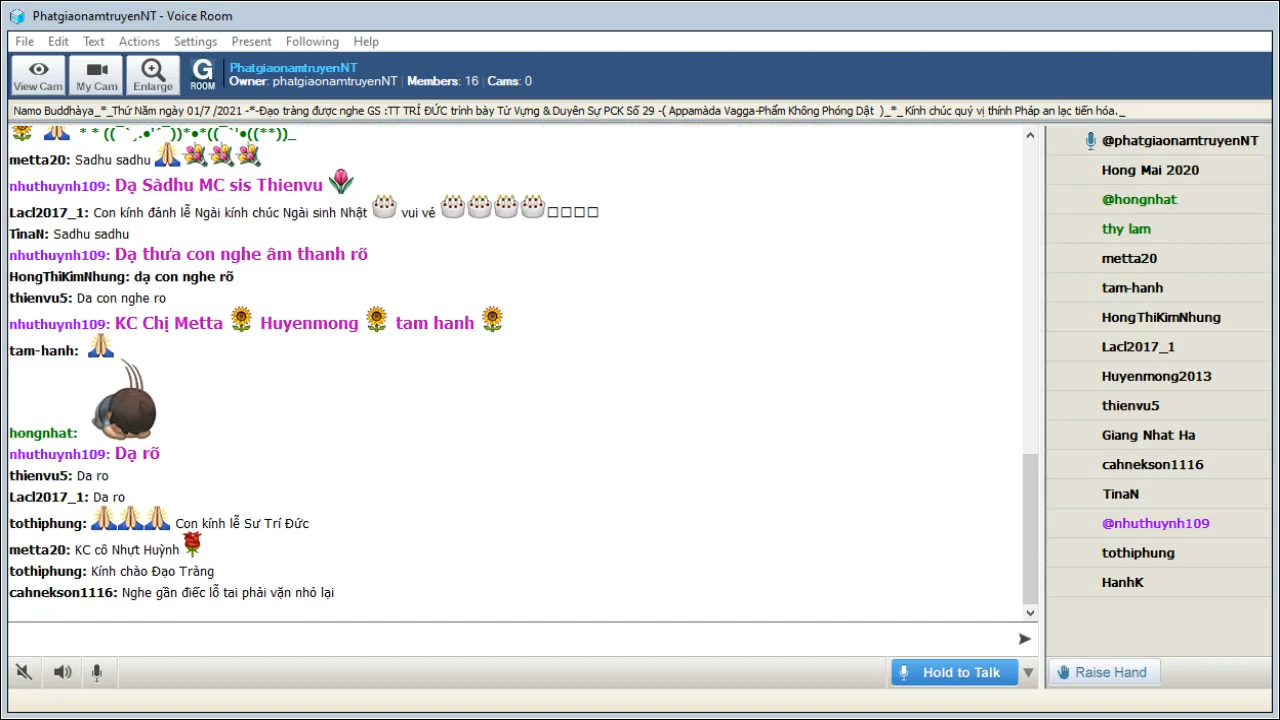 PhatgiaonamtruyenNT - Voice Room
File Edit Text Actions Settings Present Following Help
View Cam My Cam Enlarge G ROOM
PhatgiaonamtruyenNT
Owner: phatgiaonamtruyenNT | Members: 16 | Cams: 0
Namo Buddhàya_*_Thứ Năm ngày 01/7 /2021 -*-Đạo tràng được nghe GS :TT TRÍ ĐỨC trình bày Từ Vựng & Duyên Sự PCK Số 29 -( Appamàda Vagga-Phẩm Không Phóng Dật )_*_Kính chúc quý vị thính Pháp an lạc tiến hóa._
metta20: Sadhu sadhu
nhuthuynh109: Dạ Sàdhu MC sis Thienvu
Lacl2017_1: Con kính đảnh lễ Ngài kính chúc Ngài sinh Nhật vui vẻ
TinaN: Sadhu sadhu
nhuthuynh109: Dạ thưa con nghe âm thanh rõ
HongThiKimNhung: dạ con nghe rõ
thienvu5: Da con nghe ro
nhuthuynh109: KC Chị Metta Huyenmong tam hanh
tam-hanh:
hongnhat:
nhuthuynh109: Dạ rõ
thienvu5: Da ro
Lacl2017_1: Da ro
tothiphung: Con kính lễ Sư Trí Đức
metta20: KC cô Nhựt Huỳnh
tothiphung: Kính chào Đạo Tràng
cahnekson1116: Nghe gần điếc lỗ tai phải vặn nhỏ lại
Hold to Talk
@phatgiaonamtruyenNT
Hong Mai 2020
@hongnhat
thy lam
metta20
tam-hanh
HongThiKimNhung
Lacl2017_1
Huyenmong2013
thienvu5
Giang Nhat Ha
cahnekson1116
TinaN
@nhuthuynh109
tothiphung
HanhK
Raise Hand